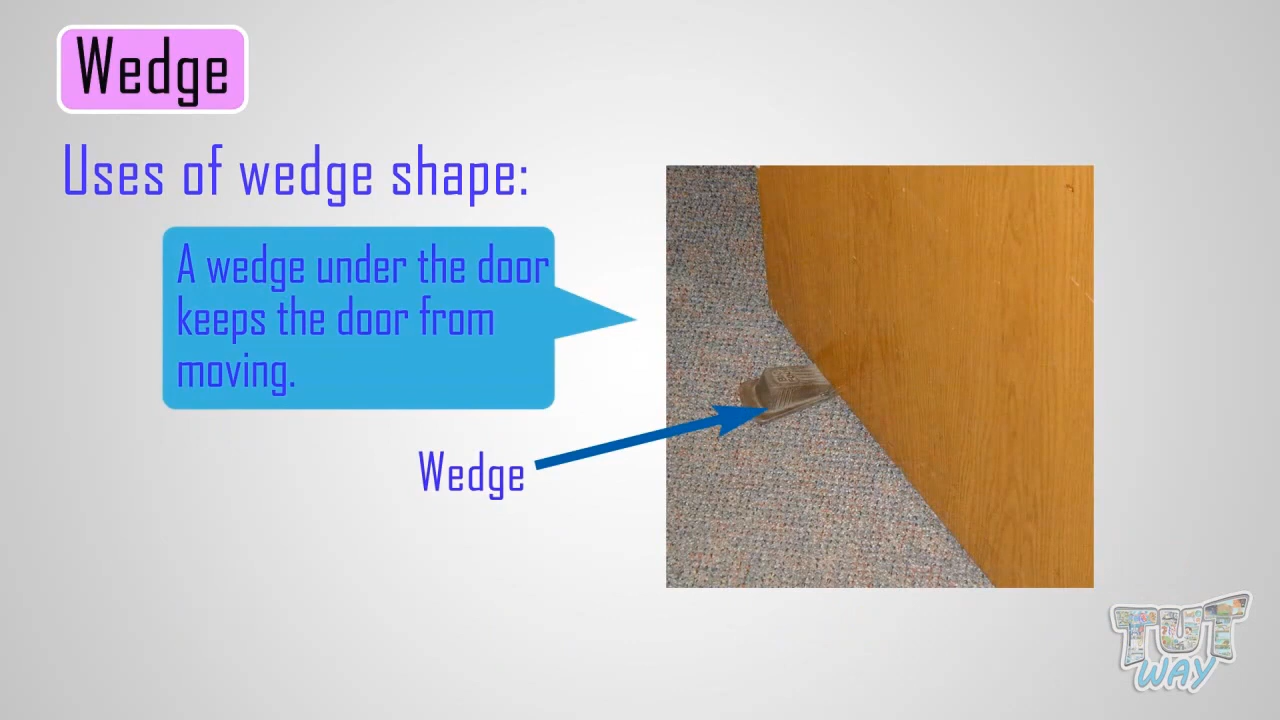 Wedge
Uses of wedge shape:
A wedge under the door
keeps the door from
moving.
Wedge
TUT
WAY